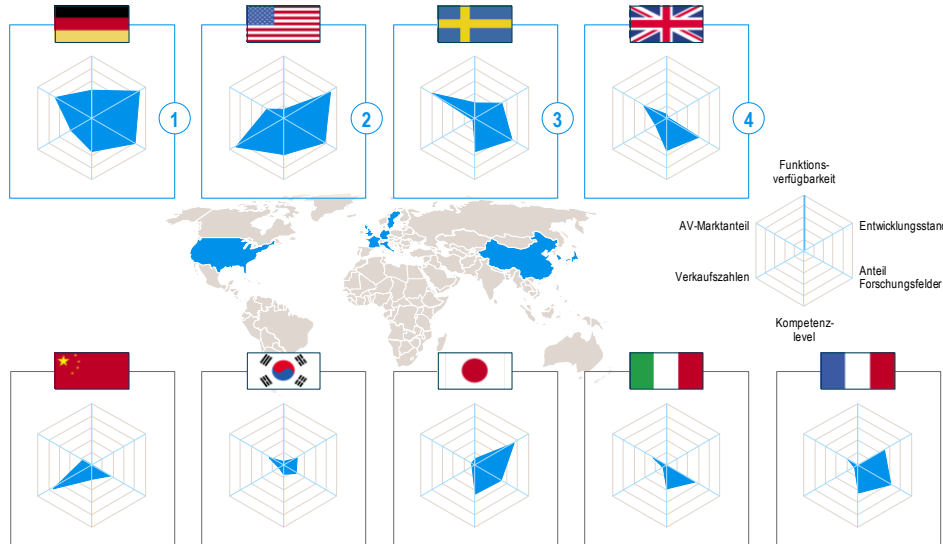 1
2
3
4
Funktions-
verfügbarkeit
AV-Marktanteil
Entwicklungsstand
Verkaufszahlen
Anteil
Forschungsfelder
Kompetenz-
level